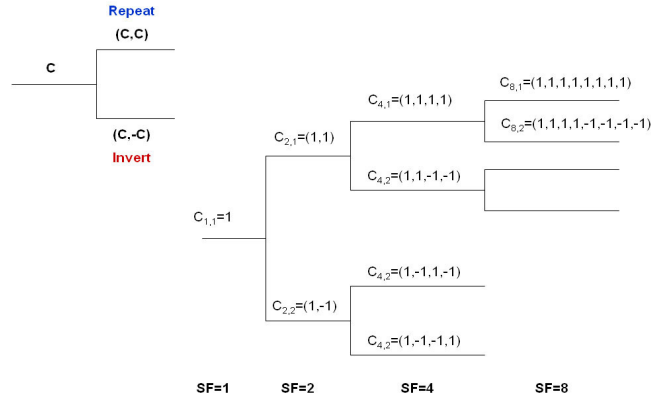 Repeat
(C,C)
C
(C,-C)
Invert
C8,1=(1,1,1,1,1,1,1,1)
C4,1=(1,1,1,1)
C8,2=(1,1,1,1,-1,-1,-1,-1)
C2,1=(1,1)
C4,2=(1,1,-1,-1)
C1,1=1
C4,2=(1,-1,1,-1)
C2,2=(1,-1)
C4,2=(1,-1,-1,1)
SF=1 SF=2 SF=4 SF=8